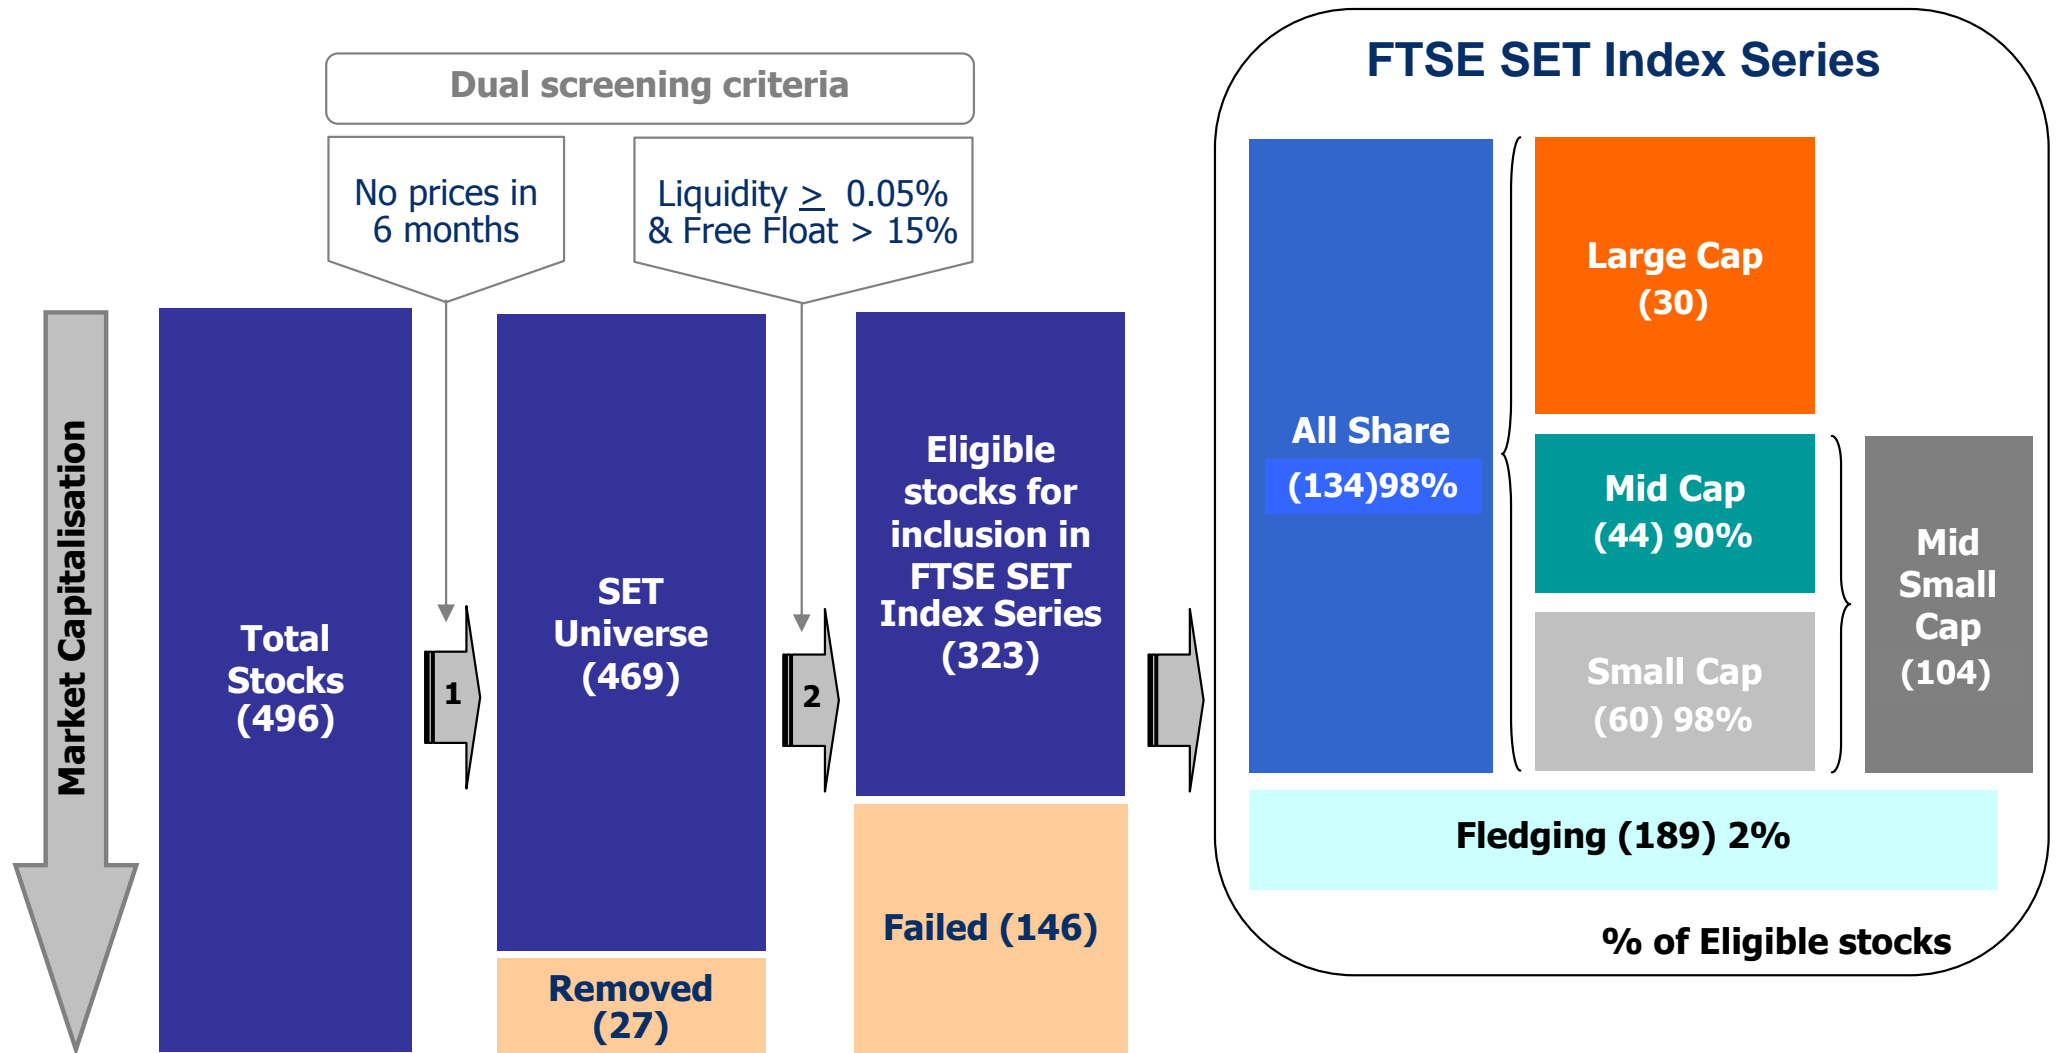 FTSE SET Index Series
Dual screening criteria
No prices in
6 months
Liquidity ≥ 0.05%
& Free Float > 15%
Market Capitalisation
Total
Stocks
(496)
1
SET
Universe
(469)
Removed
(27)
2
Eligible
stocks for
inclusion in
FTSE SET
Index Series
(323)
Failed (146)
All Share
(134)98%
Large Cap
(30)
Mid Cap
(44) 90%
Small Cap
(60) 98%
Mid
Small
Cap
(104)
Fledging (189) 2%
% of Eligible stocks